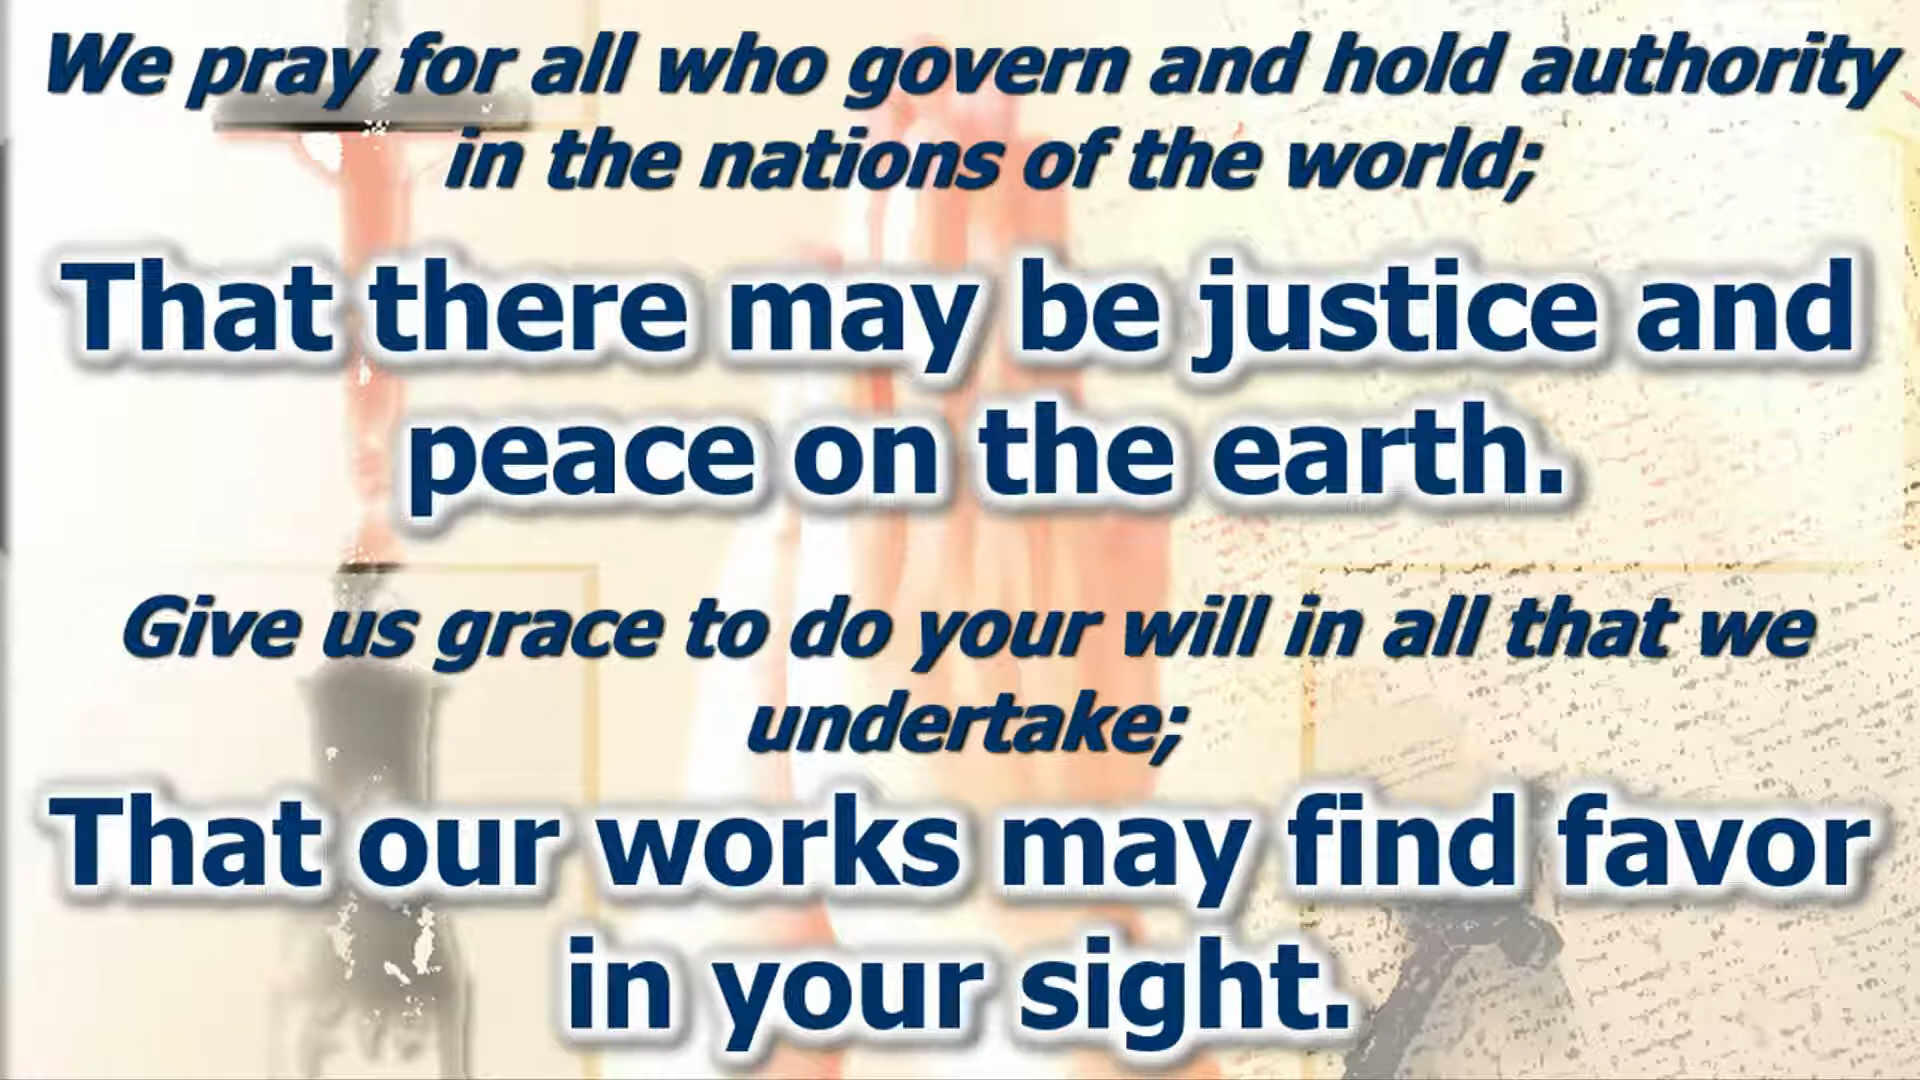 We pray for all who govern and hold authority
in the nations of the world;
That there may be justice and
peace on the earth.
Give us grace to do your will in all that we
undertake;
That our works may find favor
in your sight.